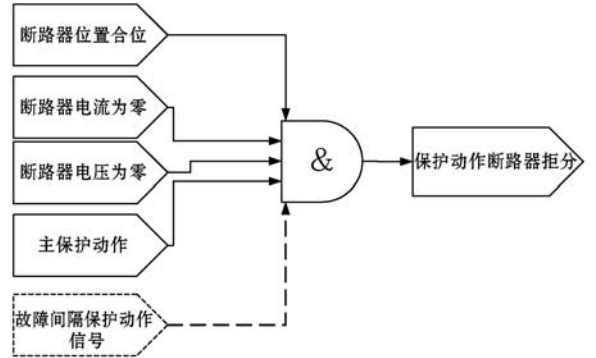 断路器位置合位
断路器电流为零
断路器电压为零
主保护动作
故障间隔保护动作
信号
&
保护动作断路器拒分